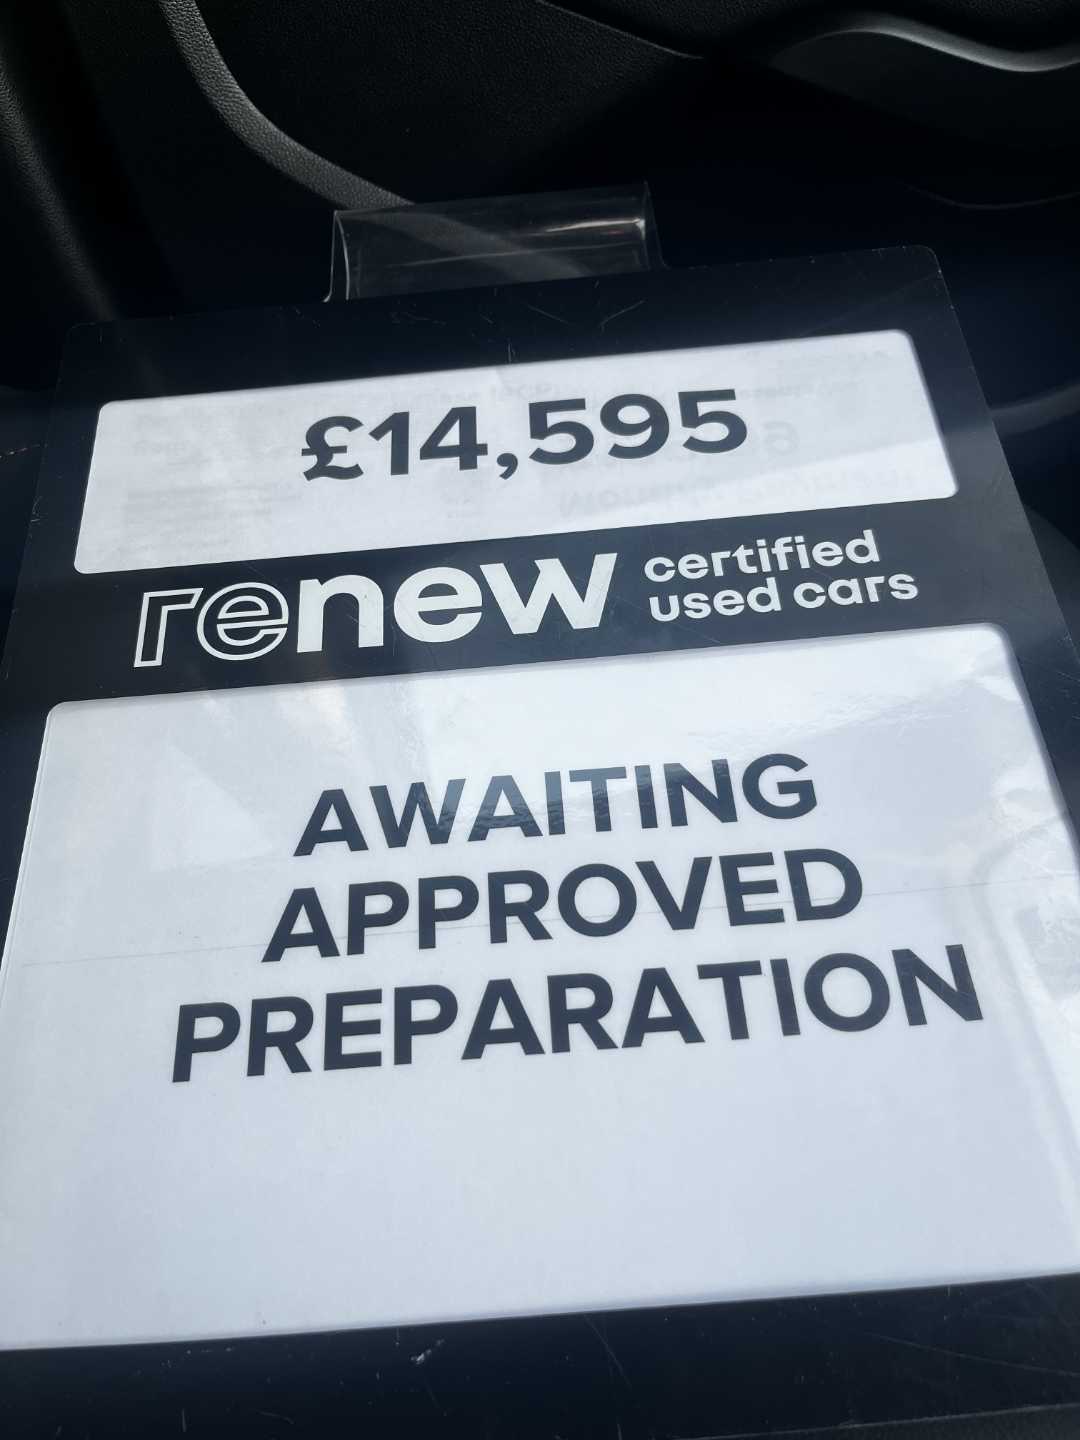 £14,595
renew certified
used cars
AWAITING
APPROVED
PREPARATION